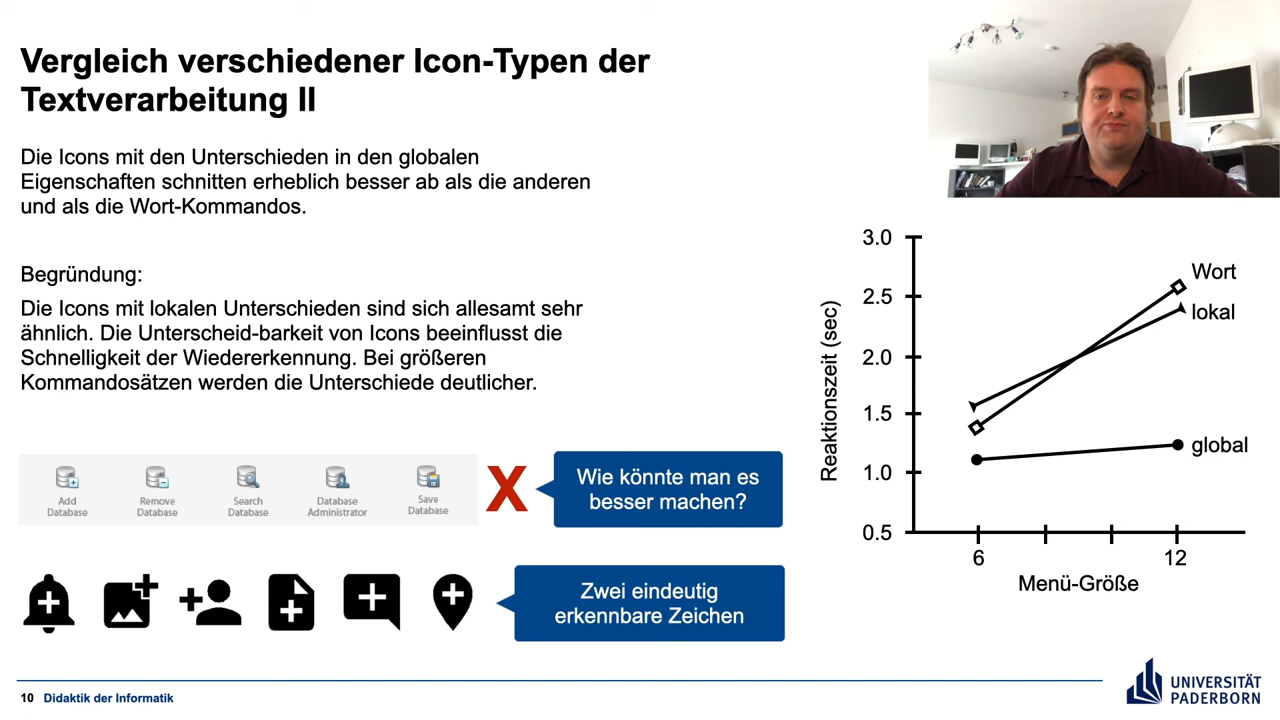 Vergleich verschiedener Icon-Typen der
Textverarbeitung II
Die Icons mit den Unterschieden in den globalen
Eigenschaften schnitten erheblich besser ab als die anderen
und als die Wort-Kommandos.
Begründung:
Die Icons mit lokalen Unterschieden sind sich allesamt sehr
ähnlich. Die Unterscheid-barkeit von Icons beeinflusst die
Schnelligkeit der Wiedererkennung. Bei größeren
Kommandosätzen werden die Unterschiede deutlicher.
Add
Database
Remove
Database
Search
Database
Database
Administrator
Save
Database
X
Wie könnte man es
besser machen?
Zwei eindeutig
erkennbare Zeichen
Reaktionszeit (sec)
3.0
2.5
2.0
1.5
1.0
0.5
Wort
lokal
global
6
12
Menü-Größe
10 Didaktik der Informatik
UNIVERSITÄT
PADERBORN